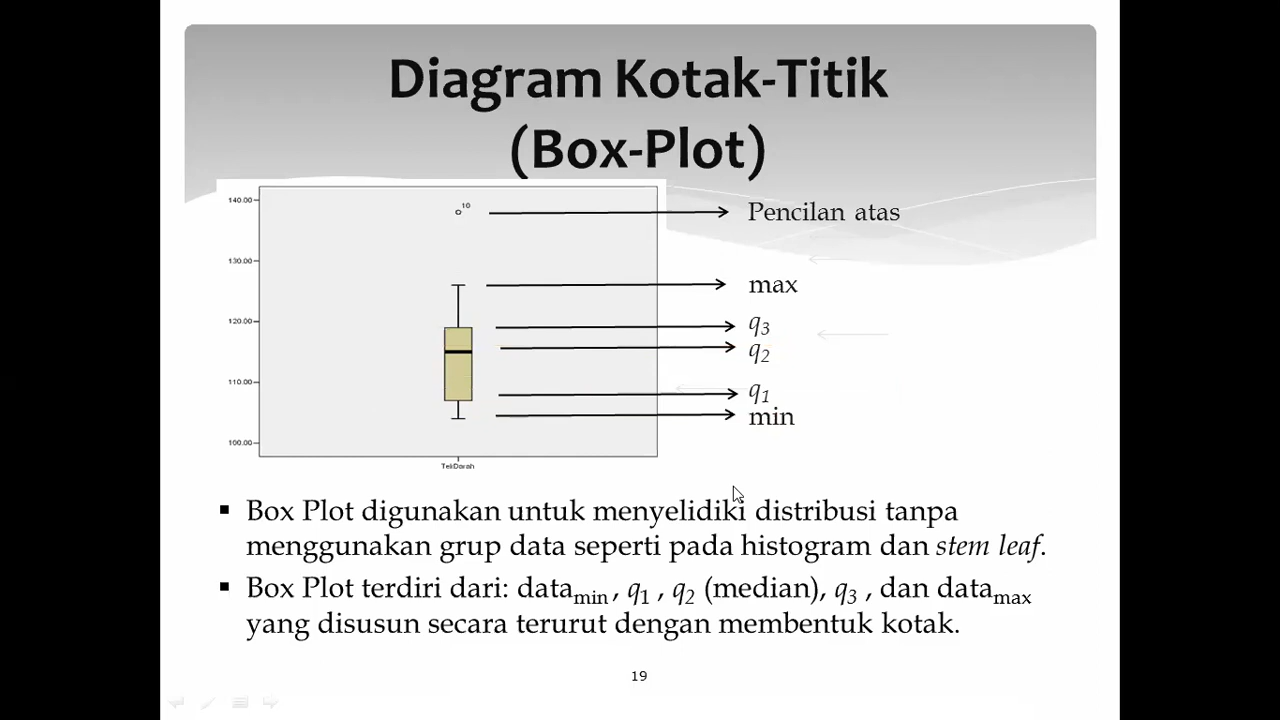 Diagram Kotak-Titik
(Box-Plot)
140.00
130.00
120.00
110.00
100.00
10
TekDarah
Pencilan atas
max
q3
q2
q1
min
▪ Box Plot digunakan untuk menyelidiki distribusi tanpa
menggunakan grup data seperti pada histogram dan stem leaf.
▪ Box Plot terdiri dari: datamin, q1 , q2 (median), q3 , dan datamax
yang disusun secara terurut dengan membentuk kotak.
19